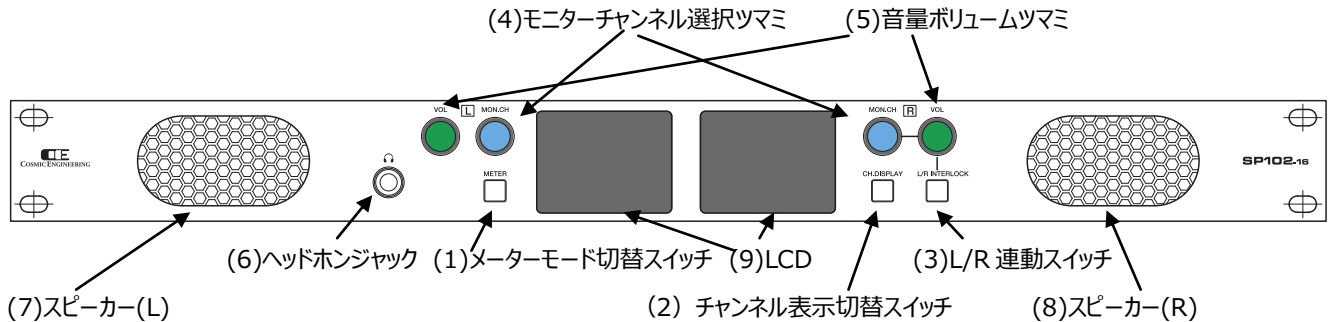 (4)モニターチャンネル選択ツマミ
(5)音量ボリュームツマミ
VOL L MON.CH
MON.CH R VOL
COSMIC ENGINEERING
METER
CH.DISPLAY
L/R INTERLOCK
SP102-16
(6)ヘッドホンジャック
(1)メーターモード切替スイッチ
(9)LCD
(3)L/R 連動スイッチ
(7)スピーカー(L)
(2) チャンネル表示切替スイッチ
(8)スピーカー(R)